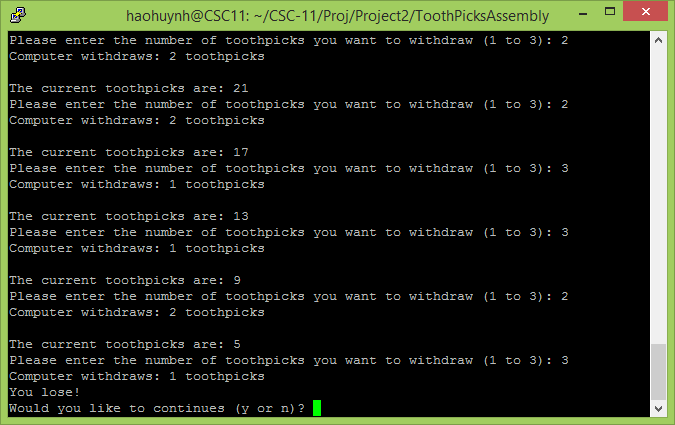 haohuynh@CSC11: ~/CSC-11/Proj/Project2/ToothPicksAssembly
Please enter the number of toothpicks you want to withdraw (1 to 3): 2
Computer withdraws: 2 toothpicks
The current toothpicks are: 21
Please enter the number of toothpicks you want to withdraw (1 to 3): 2
Computer withdraws: 2 toothpicks
The current toothpicks are: 17
Please enter the number of toothpicks you want to withdraw (1 to 3): 3
Computer withdraws: 1 toothpicks
The current toothpicks are: 13
Please enter the number of toothpicks you want to withdraw (1 to 3): 3
Computer withdraws: 1 toothpicks
The current toothpicks are: 9
Please enter the number of toothpicks you want to withdraw (1 to 3): 2
Computer withdraws: 2 toothpicks
The current toothpicks are: 5
Please enter the number of toothpicks you want to withdraw (1 to 3): 3
Computer withdraws: 1 toothpicks
You lose!
Would you like to continues (y or n)?